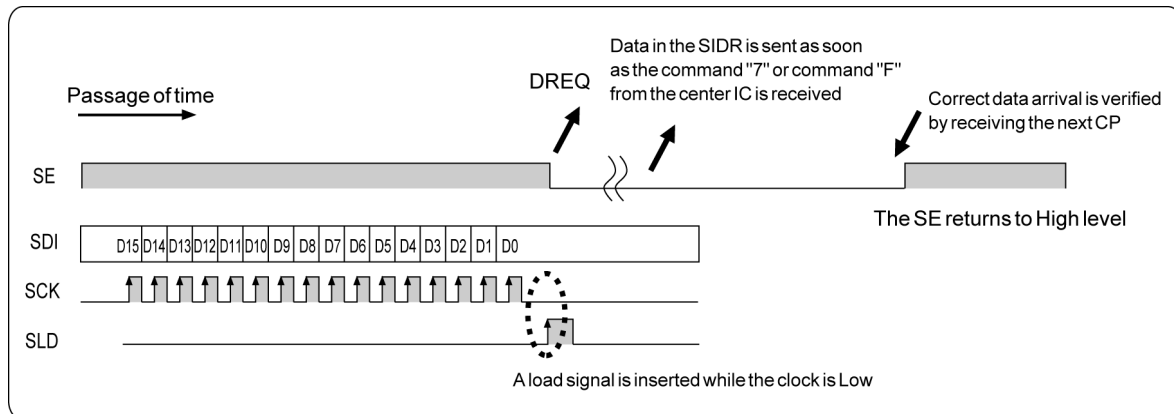 Data in the SIDR is sent as soon
as the command "7" or command "F"
from the center IC is received
DREQ
Passage of time
Correct data arrival is verified
by receiving the next CP
SE
The SE returns to High level
SDI
D15 D14 D13 D12 D11 D10 D9 D8 D7 D6 D5 D4 D3 D2 D1 D0
SCK
SLD
A load signal is inserted while the clock is Low